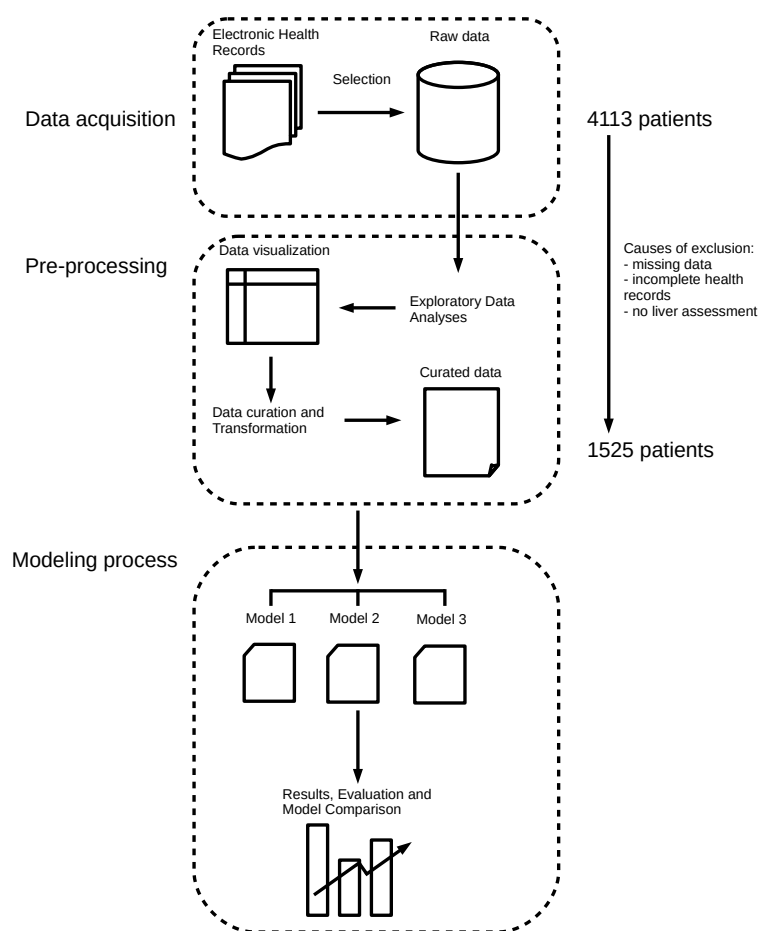 Electronic Health
Records
Raw data
Selection
Data acquisition
4113 patients
Causes of exclusion:
- missing data
- incomplete health
records
- no liver assessment
Pre-processing
Data visualization
Exploratory Data
Analyses
Curated data
Data curation and
Transformation
1525 patients
Modeling process
Model 1
Model 2
Model 3
Results, Evaluation and
Model Comparison